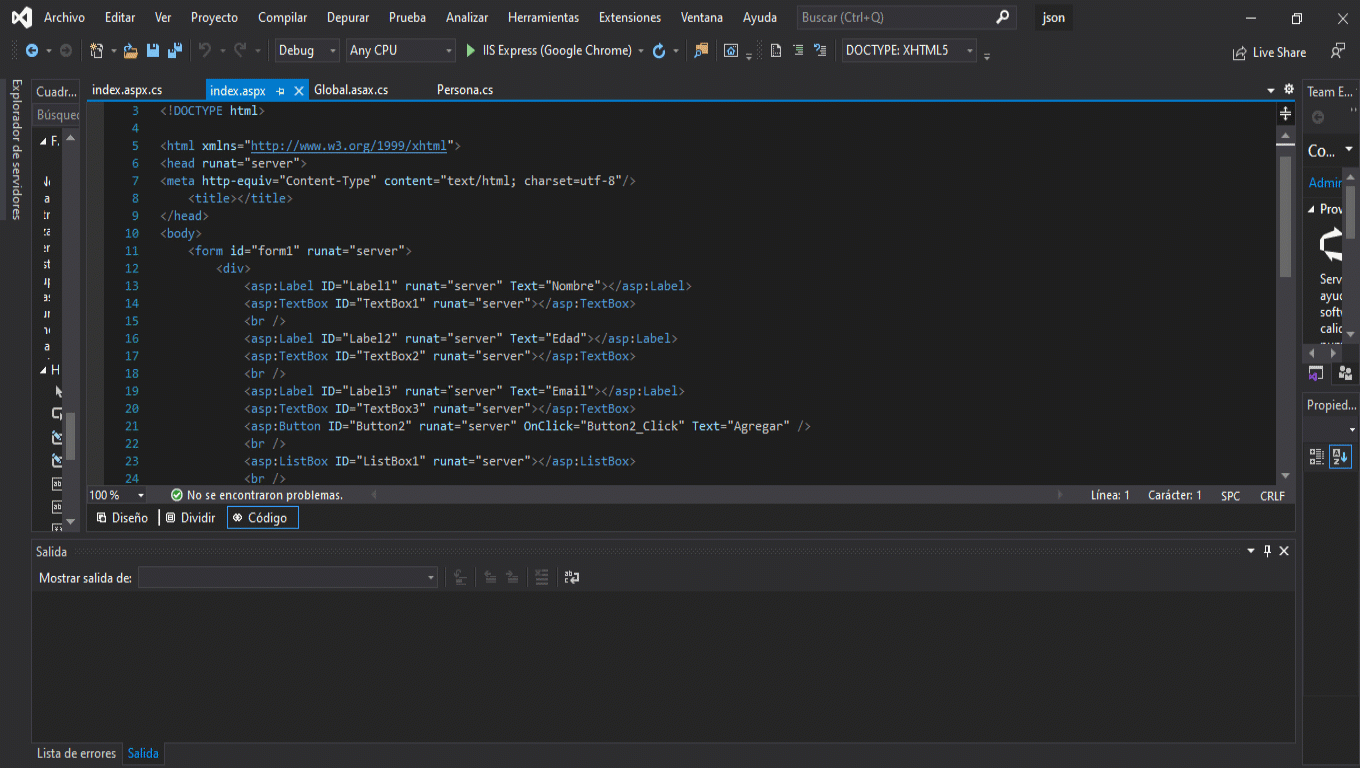 Archivo Editar Ver Proyecto Compilar Depurar Prueba Analizar Herramientas Extensiones Ventana Ayuda Buscar (Ctrl+Q) json
Debug Any CPU IIS Express (Google Chrome) DOCTYPE: XHTML5 Live Share
Explorador de servidores
Cuadr...
index.aspx.cs index.aspx Global.asax.cs Persona.cs
Team E...
3 <!DOCTYPE html>
4
5 <html xmlns="http://www.w3.org/1999/xhtml">
6 <head runat="server">
7 <meta http-equiv="Content-Type" content="text/html; charset=utf-8"/>
8 <title></title>
9 </head>
10 <body>
11 <form id="form1" runat="server">
12 <div>
13 <asp:Label ID="Label1" runat="server" Text="Nombre"></asp:Label>
14 <asp:TextBox ID="TextBox1" runat="server"></asp:TextBox>
15 <br />
16 <asp:Label ID="Label2" runat="server" Text="Edad"></asp:Label>
17 <asp:TextBox ID="TextBox2" runat="server"></asp:TextBox>
18 <br />
19 <asp:Label ID="Label3" runat="server" Text="Email"></asp:Label>
20 <asp:TextBox ID="TextBox3" runat="server"></asp:TextBox>
21 <asp:Button ID="Button2" runat="server" OnClick="Button2_Click" Text="Agregar" />
22 <br />
23 <asp:ListBox ID="ListBox1" runat="server"></asp:ListBox>
24 <br />
100 % No se encontraron problemas. Línea: 1 Carácter: 1 SPC CRLF
Diseño Dividir Código
Co...
Admir
Prov
Serv
ayuc
softv
calic
Propied...
Salida
Mostrar salida de:
Lista de errores Salida